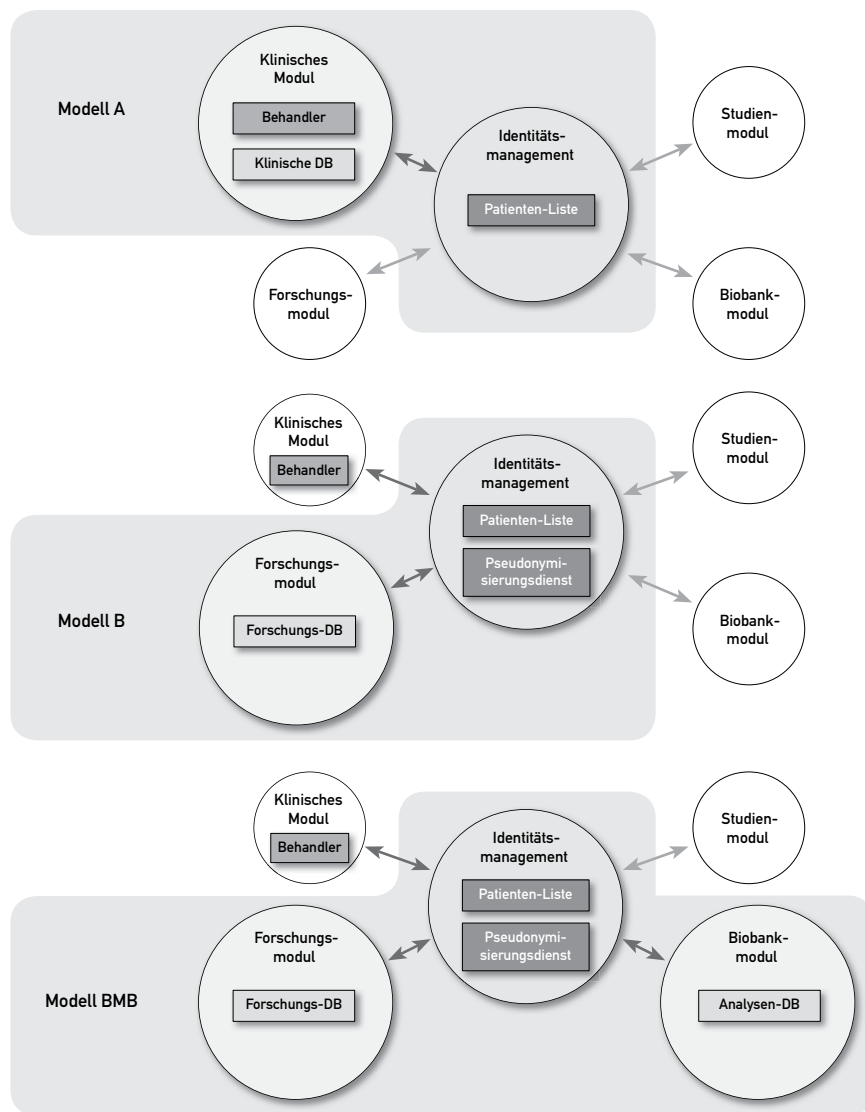 Modell A
Klinisches
Modul
Behandler
Klinische DB
Identitäts-
management
Patienten-Liste
Studien-
modul
Forschungs-
modul
Biobank-
modul
Klinisches
Modul
Behandler
Identitäts-
management
Patienten-Liste
Pseudonymi-
sierungsdienst
Studien-
modul
Modell B
Forschungs-
modul
Forschungs-DB
Biobank-
modul
Klinisches
Modul
Behandler
Identitäts-
management
Patienten-Liste
Pseudonymi-
sierungsdienst
Studien-
modul
Modell BMB
Forschungs-
modul
Forschungs-DB
Biobank-
modul
Analysen-DB